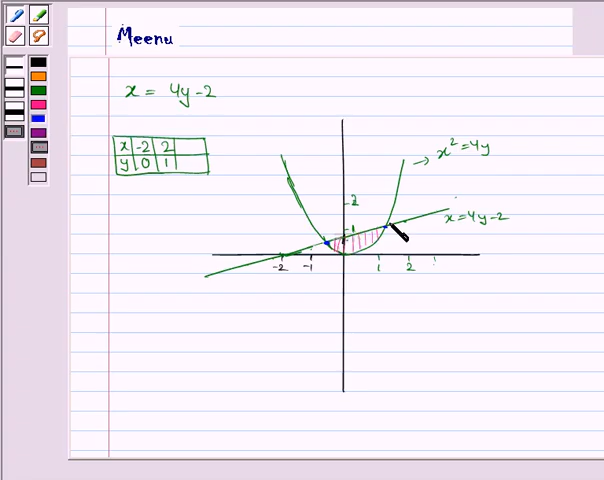 Meenu
x = 4y-2
x -2 2
y 0 1
→ x² = 4y
x = 4y-2
2
1
-2 -1 1 2